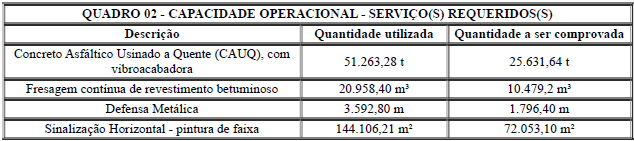 QUADRO 02 - CAPACIDADE OPERACIONAL - SERVIÇO(S) REQUERIDOS(S)
Descrição Quantidade utilizada Quantidade a ser comprovada
Concreto Asfáltico Usinado a Quente (CAUQ), com
vibroacabadora
51.263,28 t 25.631,64 t
Fresagem contínua de revestimento betuminoso 20.958,40 m³ 10.479,2 m³
Defensa Metálica 3.592,80 m 1.796,40 m
Sinalização Horizontal - pintura de faixa 144.106,21 m² 72.053,10 m²